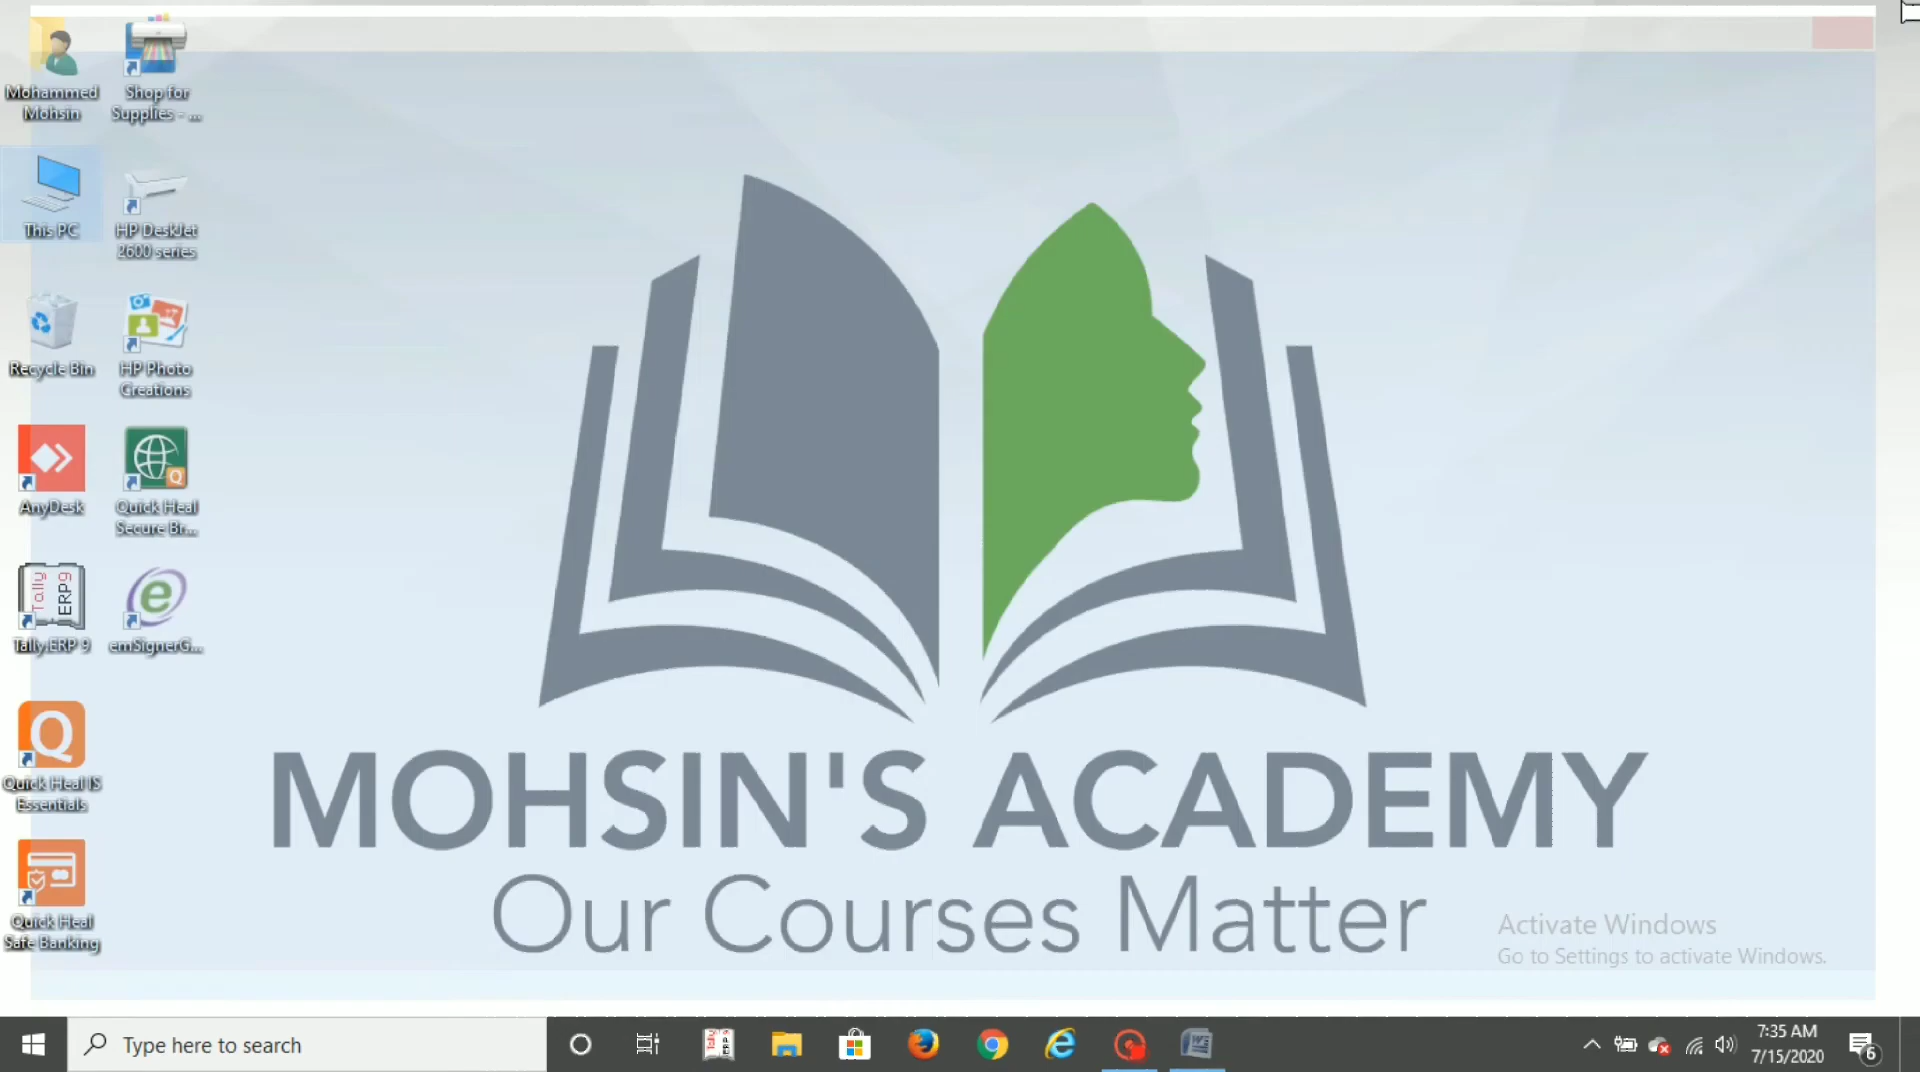 Mohammed
Mohsin
Shop for
Supplies - ...
This PC
HP DeskJet
2600 series
Recycle Bin
HP Photo
Creations
AnyDesk
Quick Heal
Secure Br...
Tally
ERP9
Tally.ERP 9
emSignerG...
Quick Heal IS
Essentials
Quick Heal
Safe Banking
MOHSIN'S ACADEMY
Our Courses Matter
Activate Windows
Go to Settings to activate Windows.
Type here to search
7:35 AM
7/15/2020
6